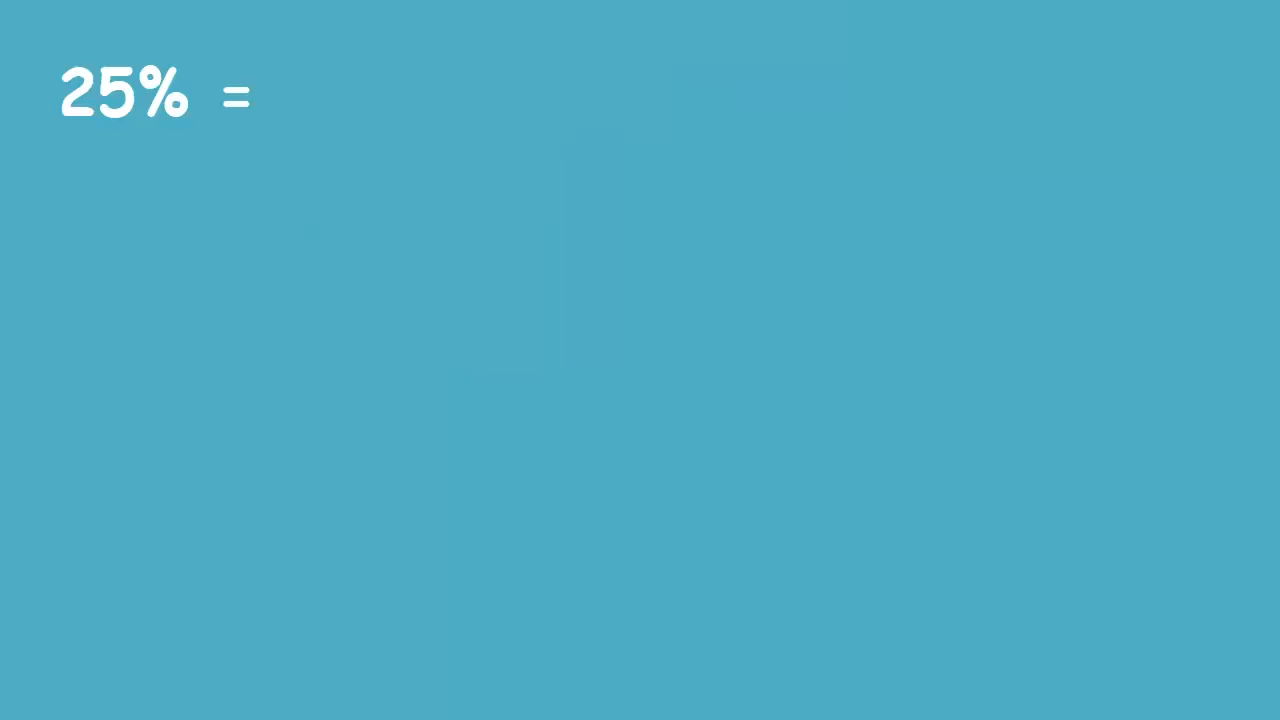 25% =